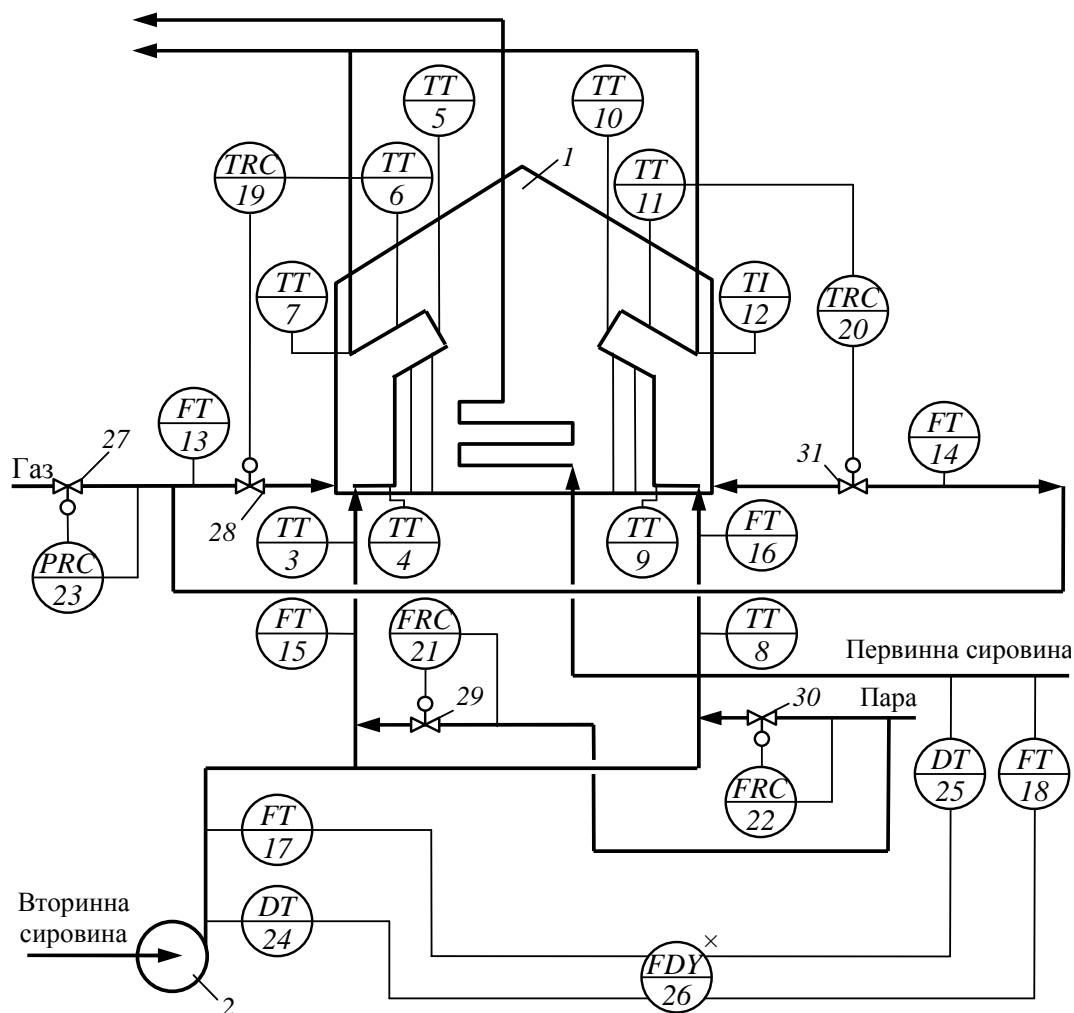 TT
5
TT
10
TRC
19
TT
6
1
TT
11
TT
7
TI
12
TRC
20
FT
13
27
Газ
28
31
FT
14
PRC
23
TT
3
TT
4
TT
9
FT
16
FT
15
FRC
21
TT
8
Первинна сировина
29
30
Пара
FRC
22
DT
25
FT
18
FT
17
Вторинна
сировина
DT
24
2
FDY ×
26